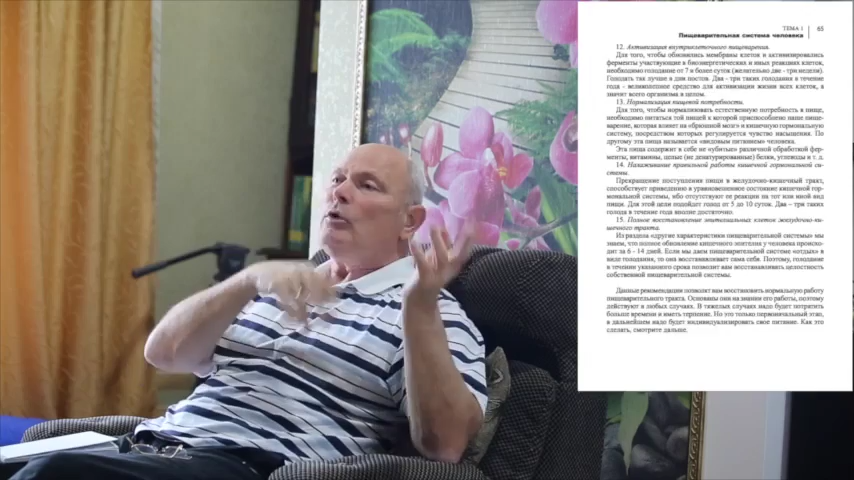 ТЕМА 1 65
Пищеварительная система человека
12. Активизация внутриклеточного пищеварения.
Для того, чтобы обновились мембраны клеток и активизировались
ферменты участвующие в биоэнергетических и иных реакциях клеток,
необходимо голодание от 7 и более суток (желательно две - три недели).
Голодать так лучше в дни постов. Два - три таких голодания в течение
года - великолепное средство для активизации жизни всех клеток, а
значит всего организма в целом.
13. Нормализация пищевой потребности.
Для того, чтобы нормализовать естественную потребность в пище,
необходимо питаться той пищей к которой приспособлено наше пище-
варение, которая влияет на «брюшной мозг» и кишечную гормональную
систему, посредством которых регулируется чувство насыщения. По
другому эта пища называется «видовым питанием» человека.
Эта пища содержит в себе не «убитые» различной обработкой фер-
менты, витамины, целые (не денатурированные) белки, углеводы и т. д.
14. Налаживание правильной работы кишечной гормональной си-
стемы.
Прекращение поступления пищи в желудочно-кишечный тракт,
способствует приведению в уравновешенное состояние кишечной гор-
мональной системы, ибо отсутствуют ее реакции на тот или иной вид
пищи. Для этой цели подойдет голод от 5 до 10 суток. Два - три таких
голода в течение года вполне достаточно.
15. Полное восстановление эпителиальных клеток желудочно-ки-
шечного тракта.
Из раздела «другие характеристики пищеварительной системы» мы
знаем, что полное обновление кишечного эпителия у человека происхо-
дит за 6 - 14 дней. Если мы даем пищеварительной системе «отдых» в
виде голодания, то она восстанавливает сама себя. Поэтому, голодание
в течении указанного срока позволит вам восстанавливать целостность
собственной пищеварительной системы.
Данные рекомендации позволят вам восстановить нормальную работу
пищеварительного тракта. Основаны они на знании его работы, поэтому
действуют в любых случаях. В тяжелых случаях надо будет потратить
больше времени и иметь терпение. Но это только первоначальный этап,
в дальнейшем надо будет индивидуализировать свое питание. Как это
сделать, смотрите дальше.